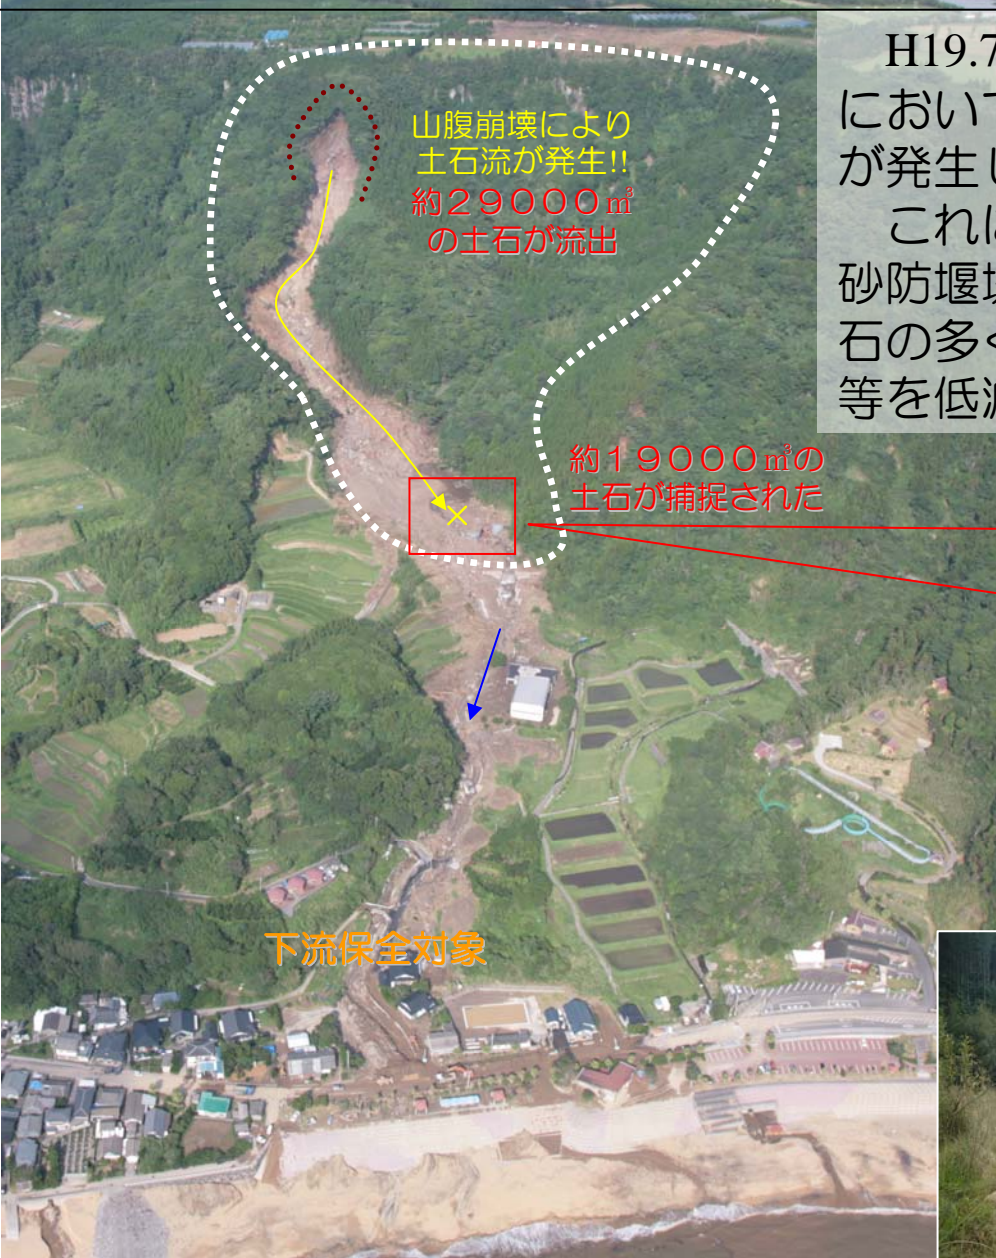 H19.7
において
が発生し
これに
砂防堰
石の多く
等を低減
山腹崩壊により
土石流が発生!!
約29000㎥
の土石が流出
約19000㎥の
土石が捕捉された
下流保全対象